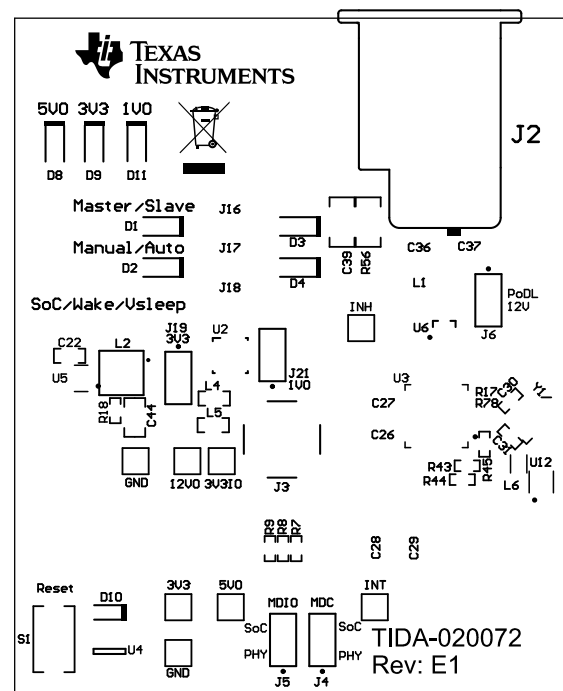 TEXAS
INSTRUMENTS
5V0 3V3 1V0
D8 D9 D11
J2
Master/Slave
J16
D1
D3
Manual/Auto
J17
D2
D4
C39
R56
C36
C37
J18
L1
SoC/Wake/Vsleep
INH
PoDL
12V
J6
U6
C22
L2
J19
3V3
U2
U5
J21
1V0
U3
R17
R78
C30
Y1
R18
C44
L4
L5
C27
C26
C31
R45
U12
R43
R44
L6
GND
12V0
3V3IO
J3
R9
R8
R7
C28
C29
Reset
D10
3V3
5V0
MDIO
MDC
INT
S1
U4
GND
SoC
PHY
J5
J4
SoC
PHY
TIDA-020072
Rev: E1